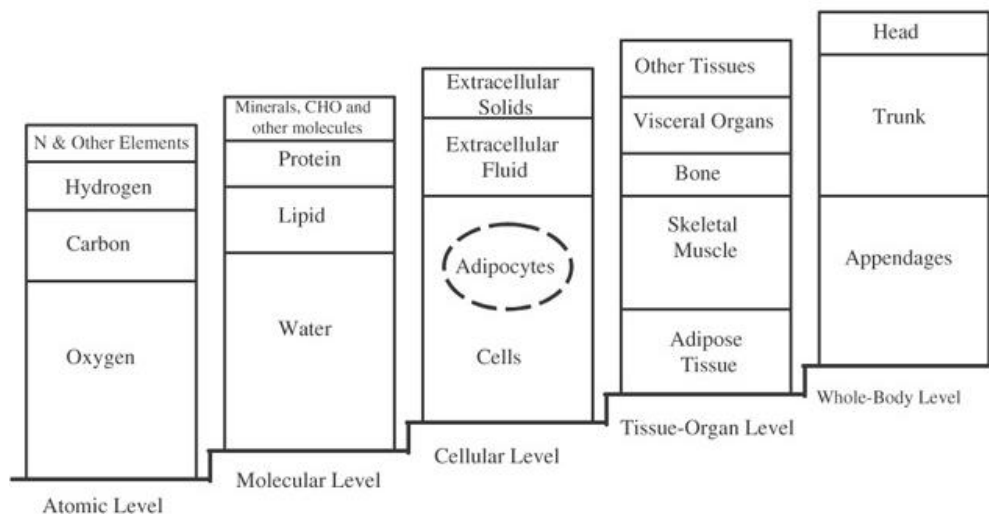 N & Other Elements
Hydrogen
Carbon
Oxygen
Atomic Level
Minerals, CHO and
other molecules
Protein
Lipid
Water
Molecular Level
Extracellular
Solids
Extracellular
Fluid
Adipocytes
Cells
Cellular Level
Other Tissues
Visceral Organs
Bone
Skeletal
Muscle
Adipose
Tissue
Tissue-Organ Level
Head
Trunk
Appendages
Whole-Body Level